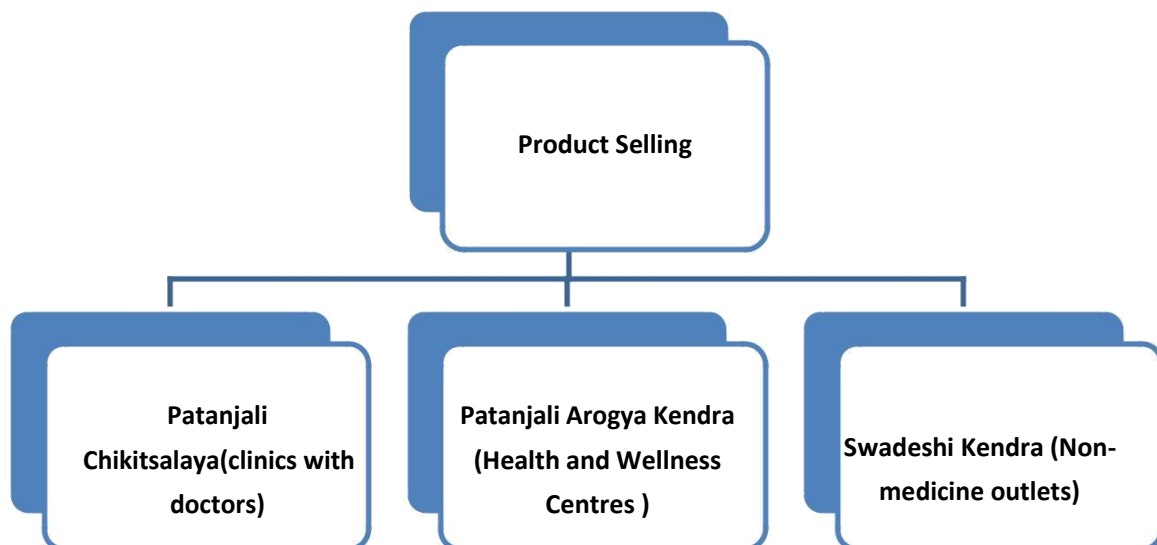 Product Selling
Patanjali
Chikitsalaya(clinics with
doctors)
Patanjali Arogya Kendra
(Health and Wellness
Centres )
Swadeshi Kendra (Non-
medicine outlets)